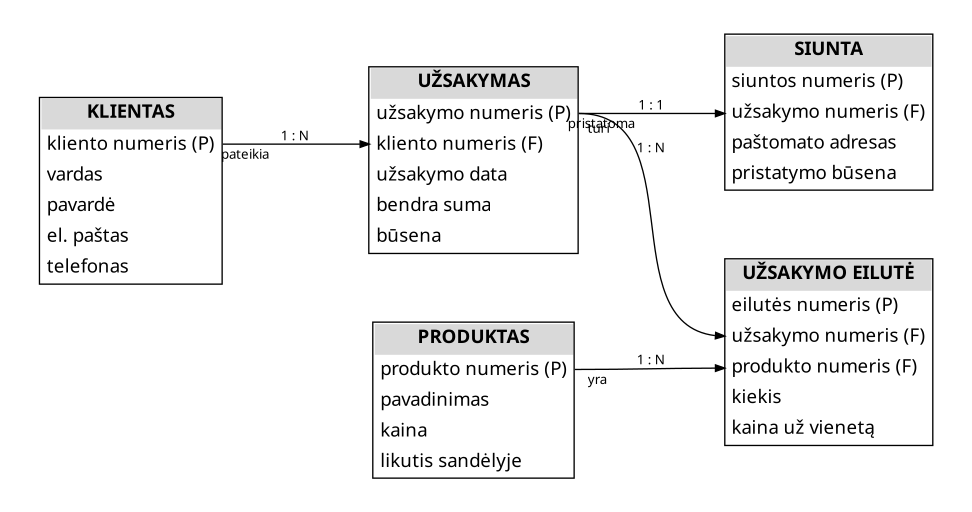 KLIENTAS
kliento numeris (P)
vardas
pavardė
el. paštas
telefonas
1 : N
pateikia
UŽSAKYMAS
užsakymo numeris (P)
kliento numeris (F)
užsakymo data
bendra suma
būsena
1 : 1
pristatoma
turi
1 : N
SIUNTA
siuntos numeris (P)
užsakymo numeris (F)
paštomato adresas
pristatymo būsena
PRODUKTAS
produkto numeris (P)
pavadinimas
kaina
likutis sandėlyje
1 : N
yra
UŽSAKYMO EILUTĖ
eilutės numeris (P)
užsakymo numeris (F)
produkto numeris (F)
kiekis
kaina už vienetą